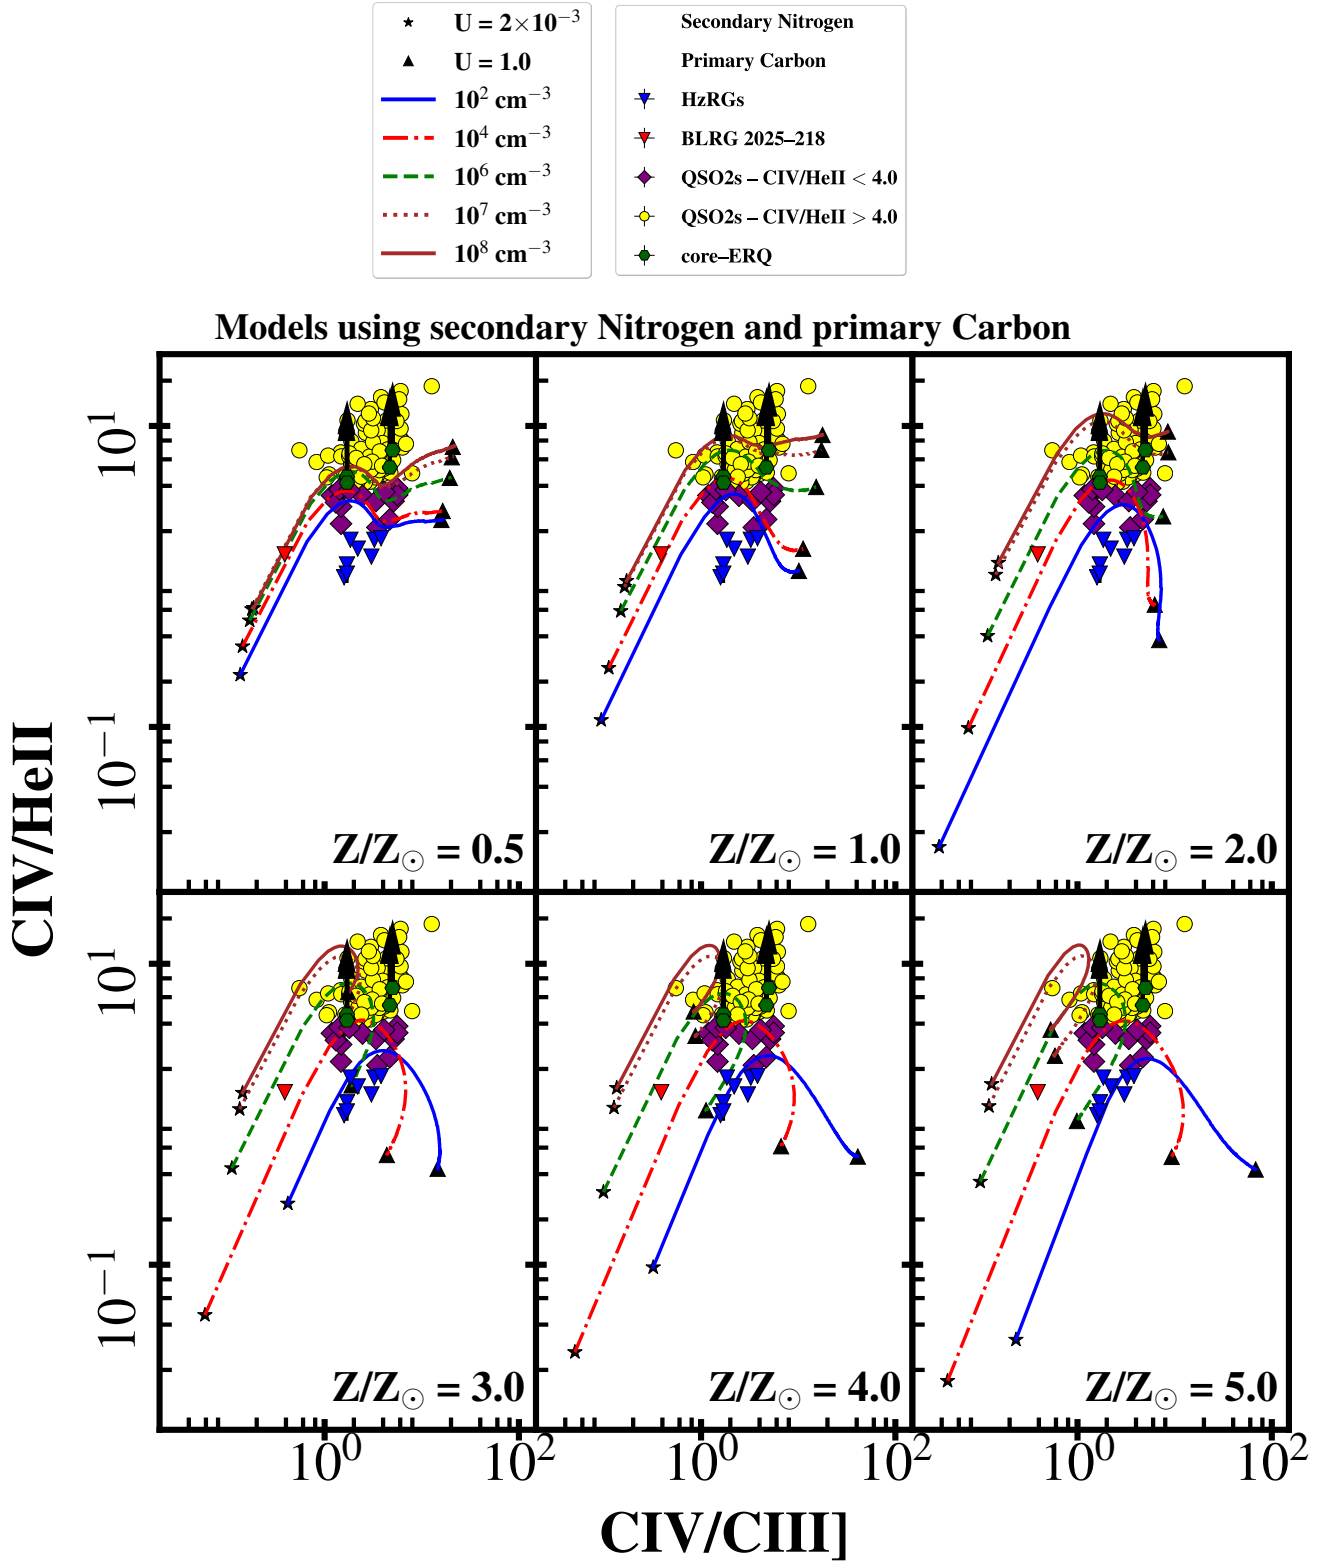 U = 2×10⁻³
U = 1.0
10² cm⁻³
10⁴ cm⁻³
10⁶ cm⁻³
10⁷ cm⁻³
10⁸ cm⁻³
Secondary Nitrogen
Primary Carbon
HzRGs
BLRG 2025–218
QSO2s – CIV/HeII < 4.0
QSO2s – CIV/HeII > 4.0
core–ERQ
Models using secondary Nitrogen and primary Carbon
10¹
10⁻¹
Z/Z☉ = 0.5
Z/Z☉ = 1.0
Z/Z☉ = 2.0
CIV/HeII
10¹
10⁻¹
Z/Z☉ = 3.0
Z/Z☉ = 4.0
Z/Z☉ = 5.0
10⁰ 10² 10⁰ 10² 10⁰ 10²
CIV/CIII]